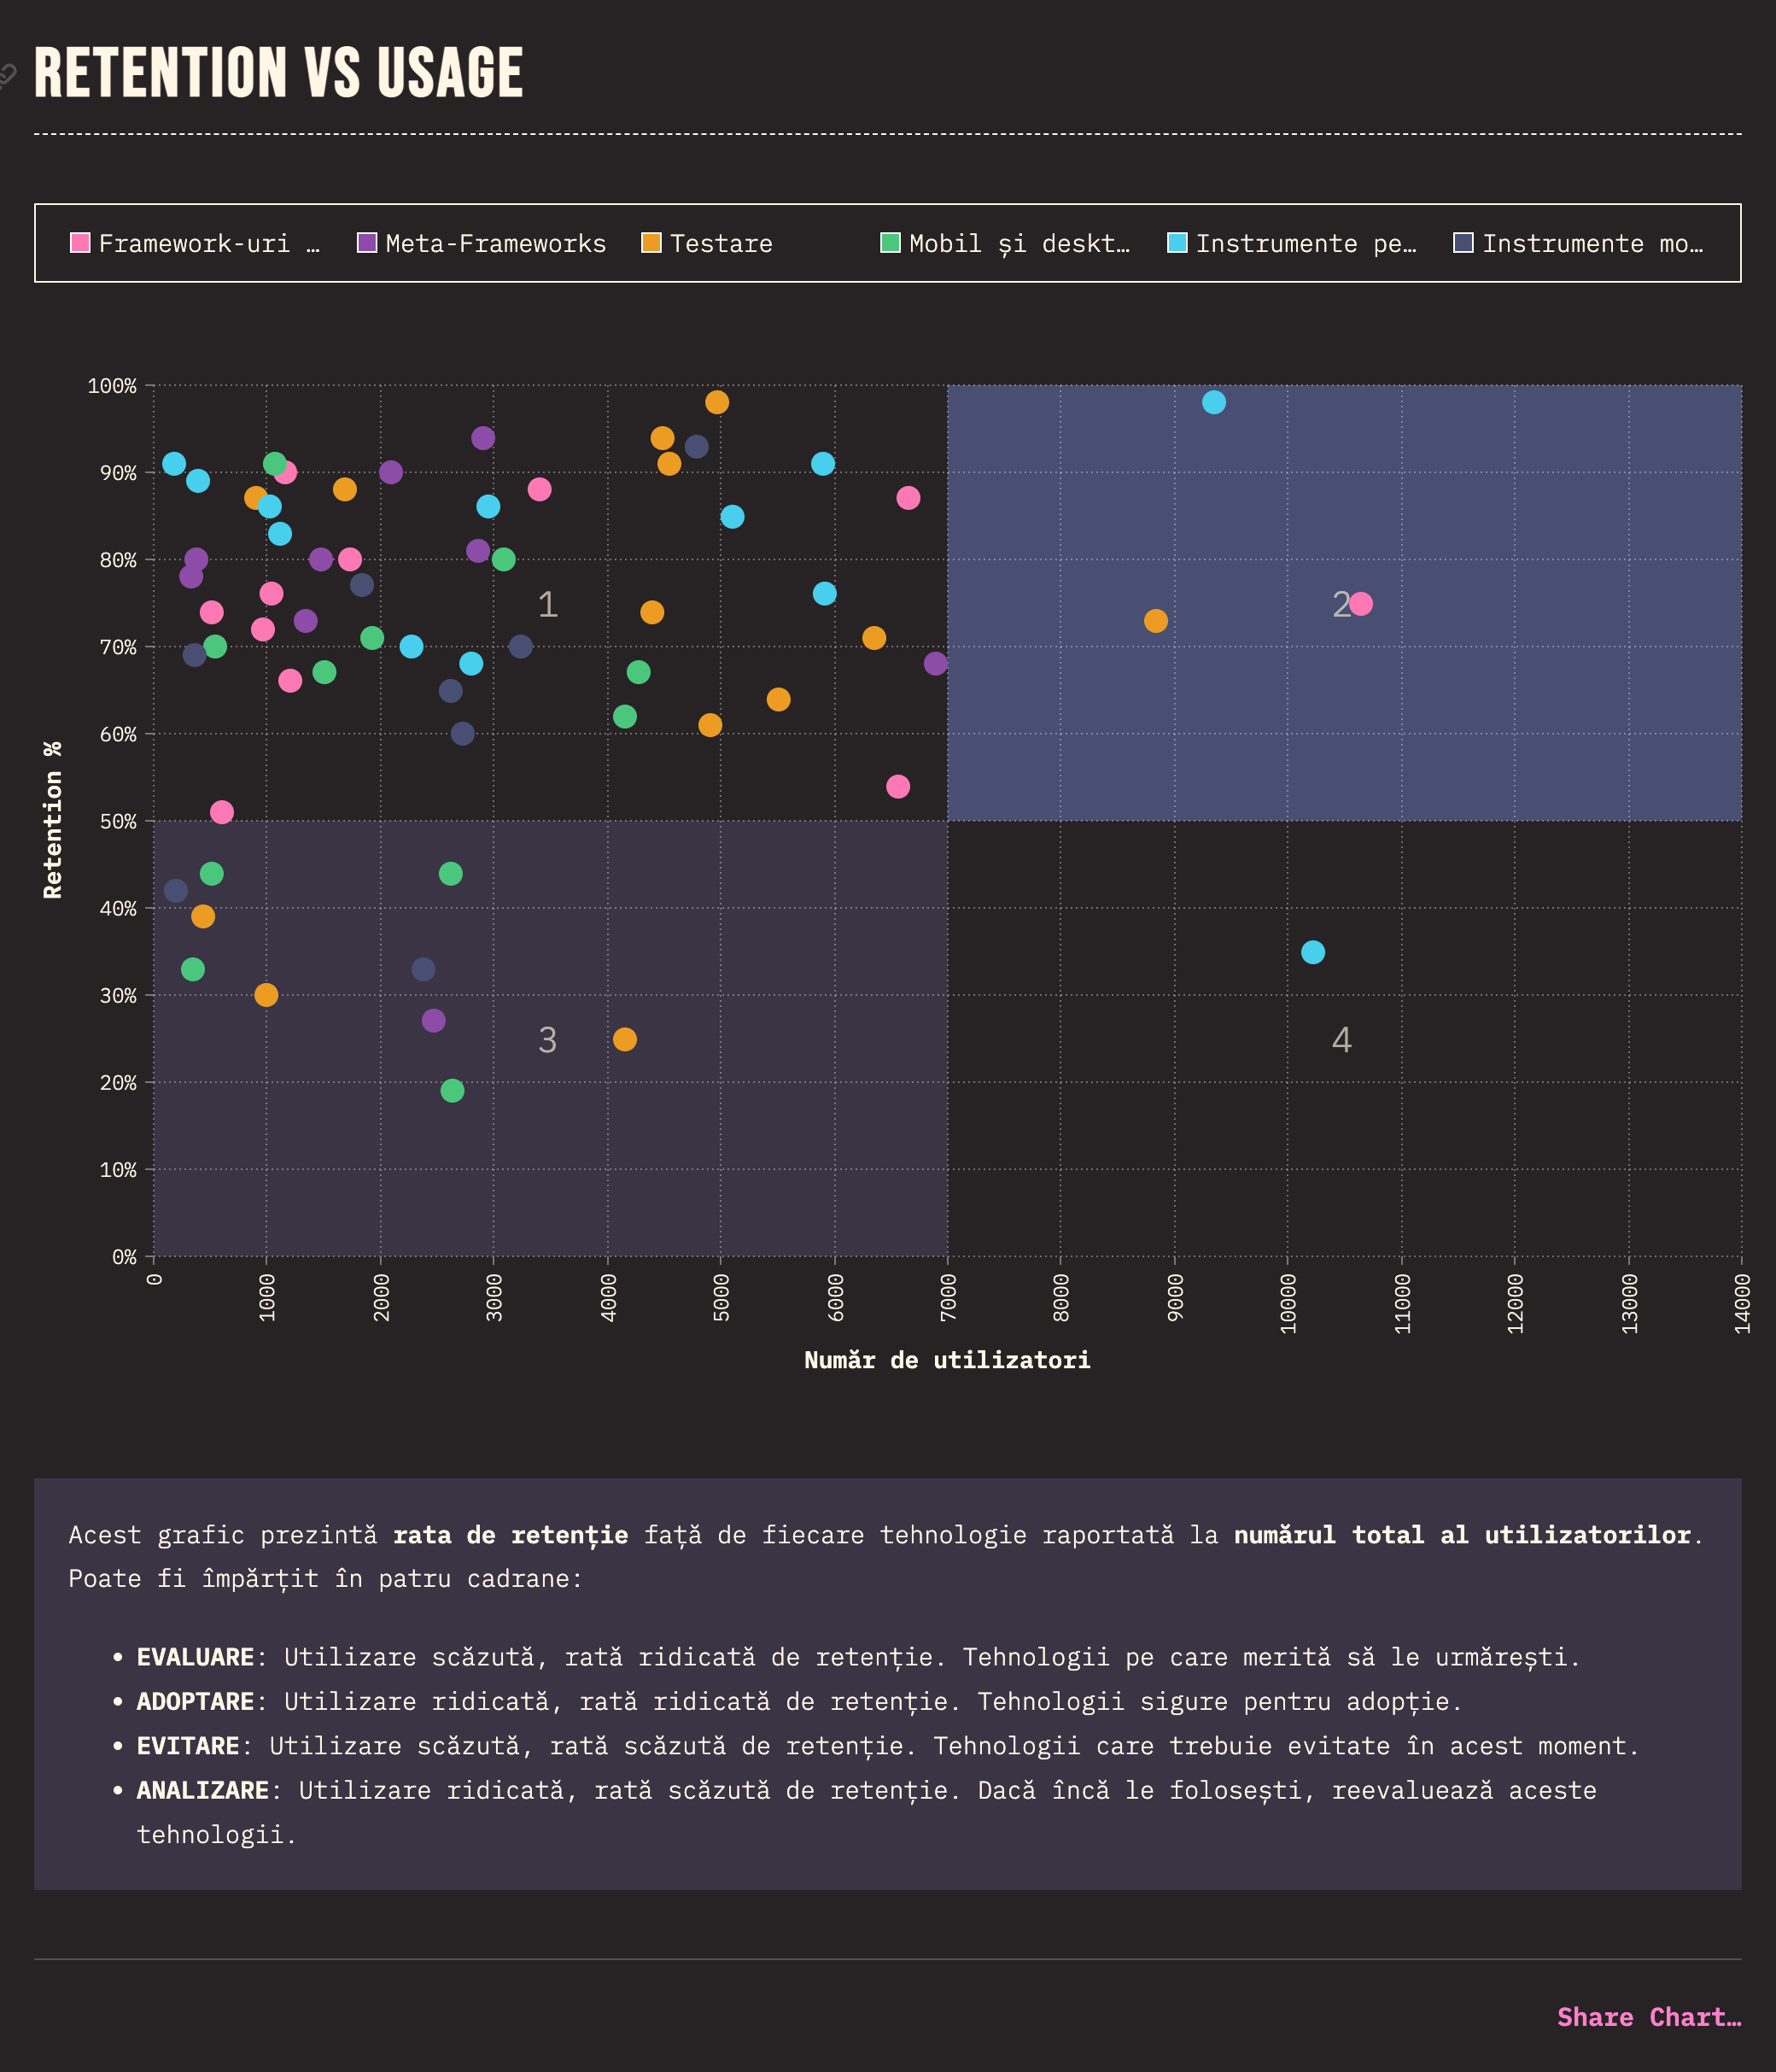 RETENTION VS USAGE
Framework-uri …
Meta-Frameworks
Testare
Mobil și deskt…
Instrumente pe…
Instrumente mo…
100%
90%
80%
70%
60%
50%
40%
30%
20%
10%
0%
Retention %
1
2
3
4
0
1000
2000
3000
4000
5000
6000
7000
8000
9000
10000
11000
12000
13000
14000
Număr de utilizatori
Acest grafic prezintă rata de retenție față de fiecare tehnologie raportată la numărul total al utilizatorilor.
Poate fi împărțit în patru cadrane:
• EVALUARE: Utilizare scăzută, rată ridicată de retenție. Tehnologii pe care merită să le urmărești.
• ADOPTARE: Utilizare ridicată, rată ridicată de retenție. Tehnologii sigure pentru adopție.
• EVITARE: Utilizare scăzută, rată scăzută de retenție. Tehnologii care trebuie evitate în acest moment.
• ANALIZARE: Utilizare ridicată, rată scăzută de retenție. Dacă încă le folosești, reevaluează aceste
tehnologii.
Share Chart…